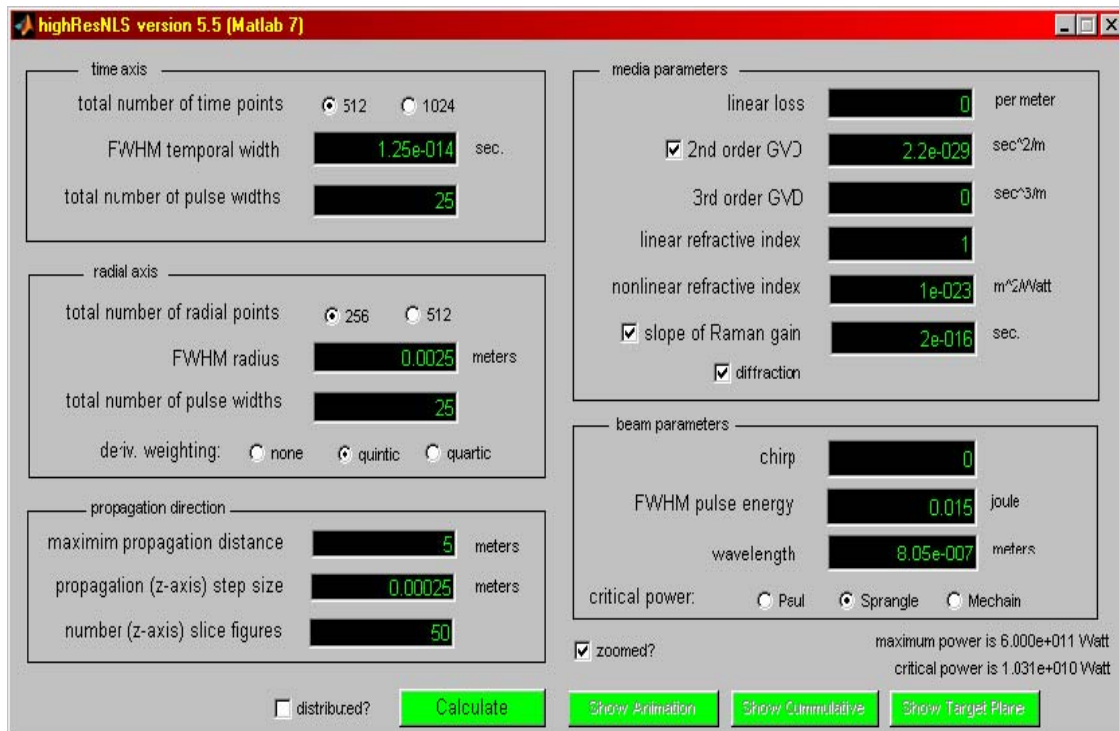 highResNLS version 5.5 (Matlab 7)
time axis
total number of time points 512 1024
FWHM temporal width 1.25e-014 sec.
total number of pulse widths 25
radial axis
total number of radial points 256 512
FWHM radius 0.0025 meters
total number of pulse widths 25
deriv. weighting: none quintic quartic
propagation direction
maximim propagation distance 5 meters
propagation (z-axis) step size 0.00025 meters
number (z-axis) slice figures 50
distributed? Calculate
media parameters
linear loss 0 per meter
2nd order GVD 2.2e-029 sec^2/m
3rd order GVD 0 sec^3/m
linear refractive index 1
nonlinear refractive index 1e-023 m^2/Watt
slope of Raman gain 2e-016 sec.
diffraction
beam parameters
chirp 0
FWHM pulse energy 0.015 joule
wavelength 8.05e-007 meters
critical power: Paul Sprangle Mechain
zoomed?
maximum power is 6.000e+011 Watt
critical power is 1.031e+010 Watt
Show Animation Show Cummulative Show Target Plane